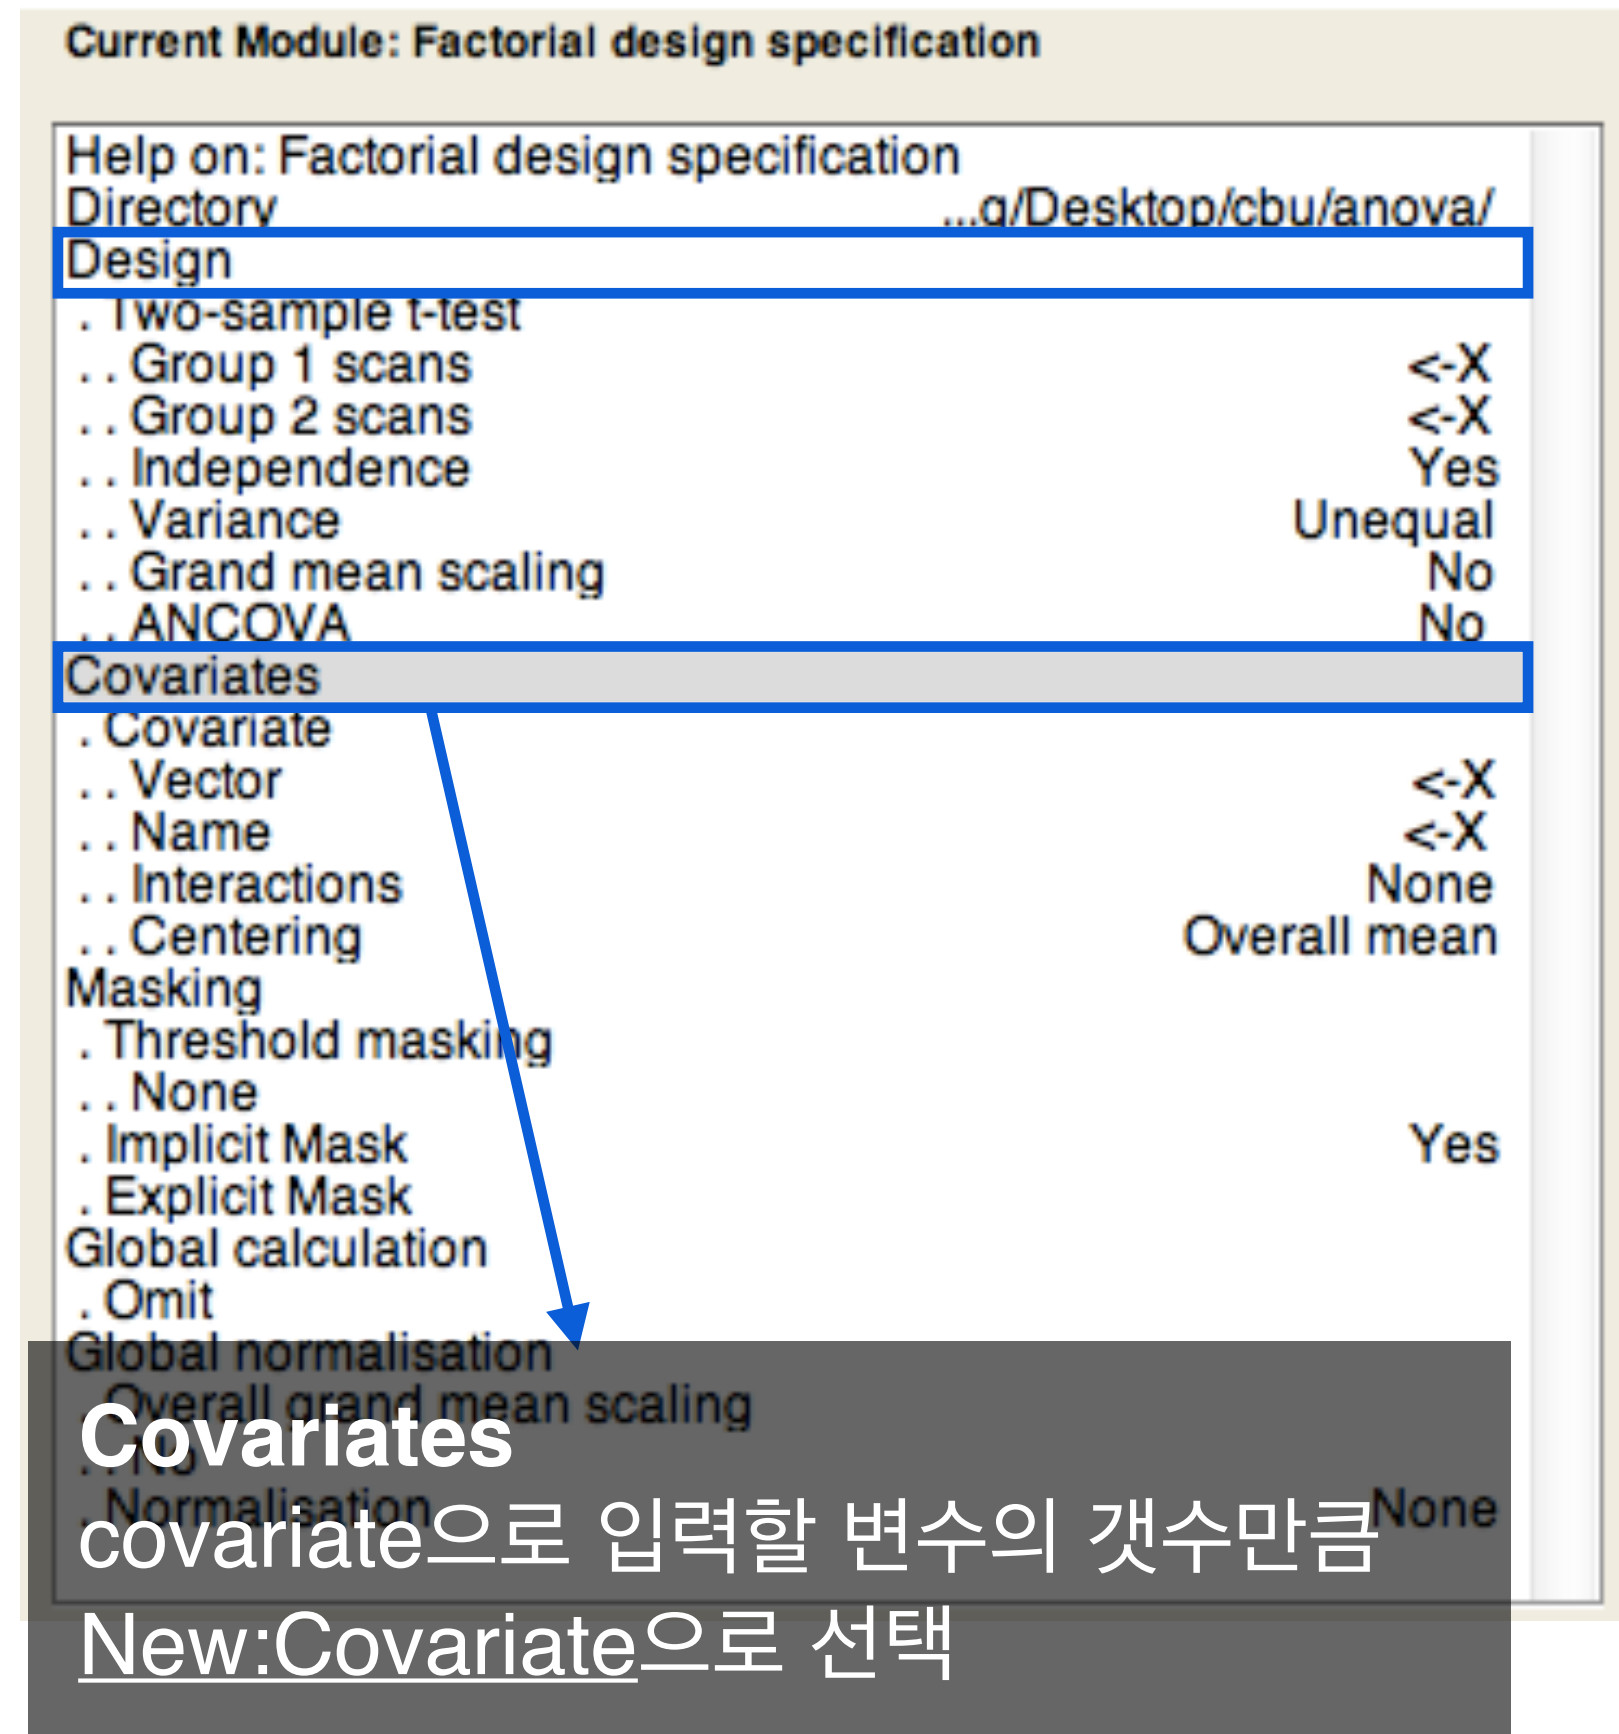 Current Module: Factorial design specification
Help on: Factorial design specification
Directory ...g/Desktop/cbu/anova/
Design
. Two-sample t-test
. . Group 1 scans <-X
. . Group 2 scans <-X
. . Independence Yes
. . Variance Unequal
. . Grand mean scaling No
. . ANCOVA No
Covariates
. Covariate
. . Vector <-X
. . Name <-X
. . Interactions None
. . Centering Overall mean
Masking
. Threshold masking
. . None
. Implicit Mask Yes
. Explicit Mask
Global calculation
. Omit
Global normalisation
. Overall grand mean scaling
. . No
. Normalisation None
Covariates
covariate으로 입력할 변수의 갯수만큼
New:Covariate으로 선택